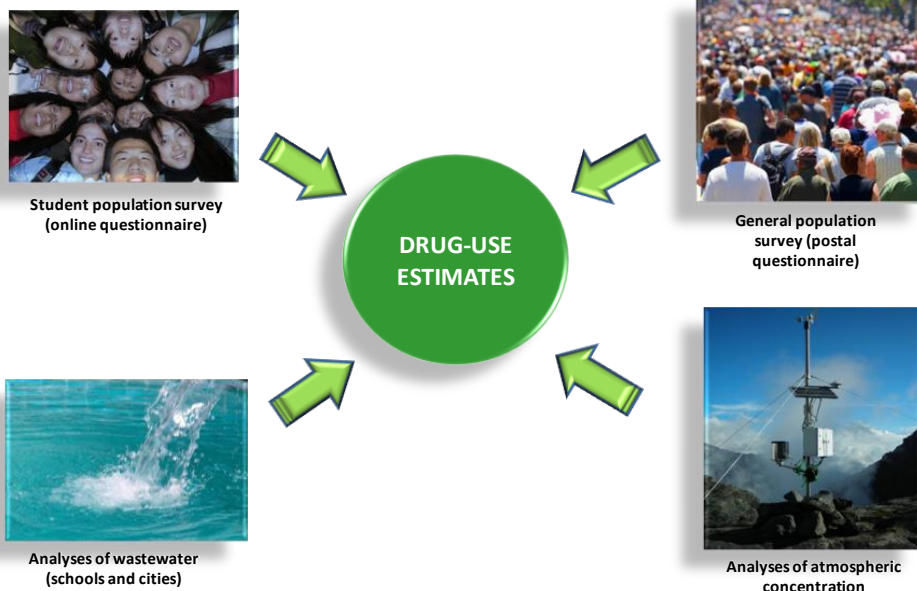 Student population survey
(online questionnaire)
General population
survey (postal
questionnaire)
DRUG-USE
ESTIMATES
Analyses of wastewater
(schools and cities)
Analyses of atmospheric
concentration